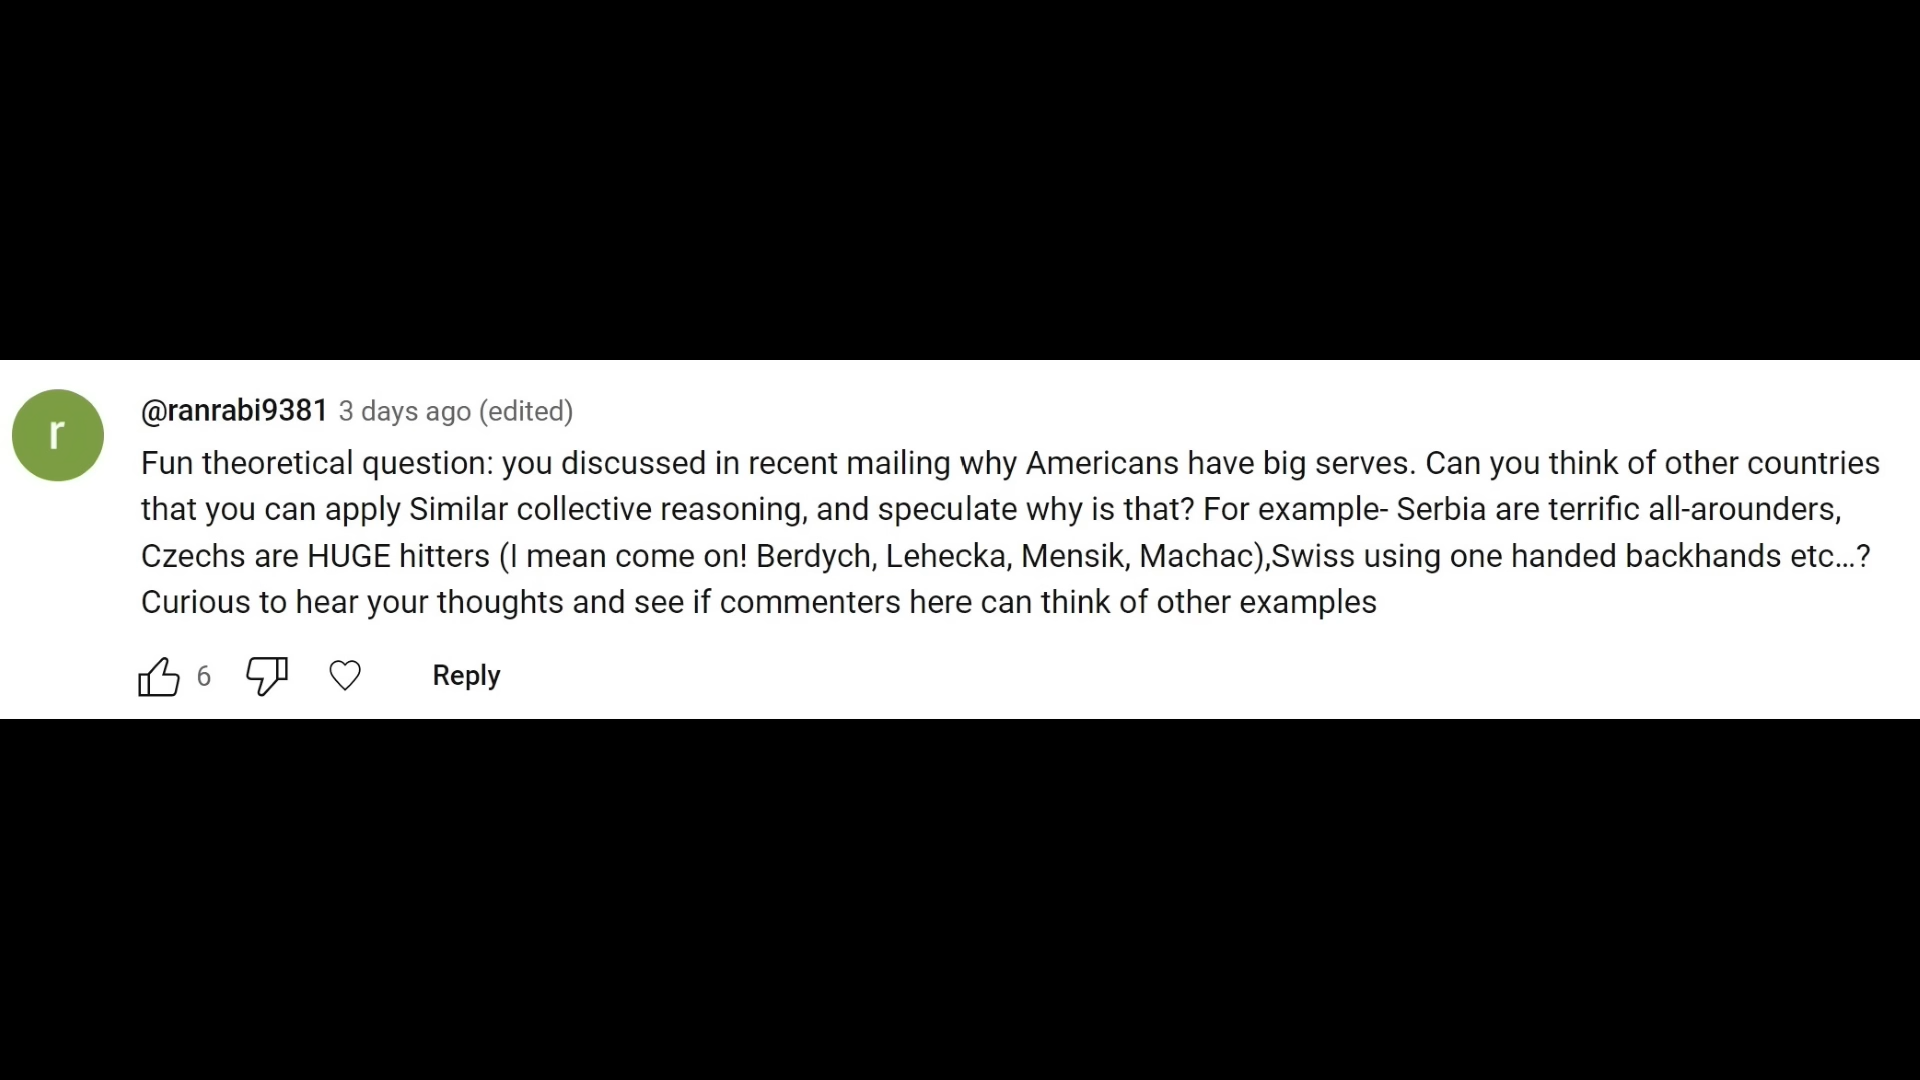 r
@ranrabi9381 3 days ago (edited)
Fun theoretical question: you discussed in recent mailing why Americans have big serves. Can you think of other countries
that you can apply Similar collective reasoning, and speculate why is that? For example- Serbia are terrific all-arounders,
Czechs are HUGE hitters (I mean come on! Berdych, Lehecka, Mensik, Machac),Swiss using one handed backhands etc…?
Curious to hear your thoughts and see if commenters here can think of other examples
6 Reply